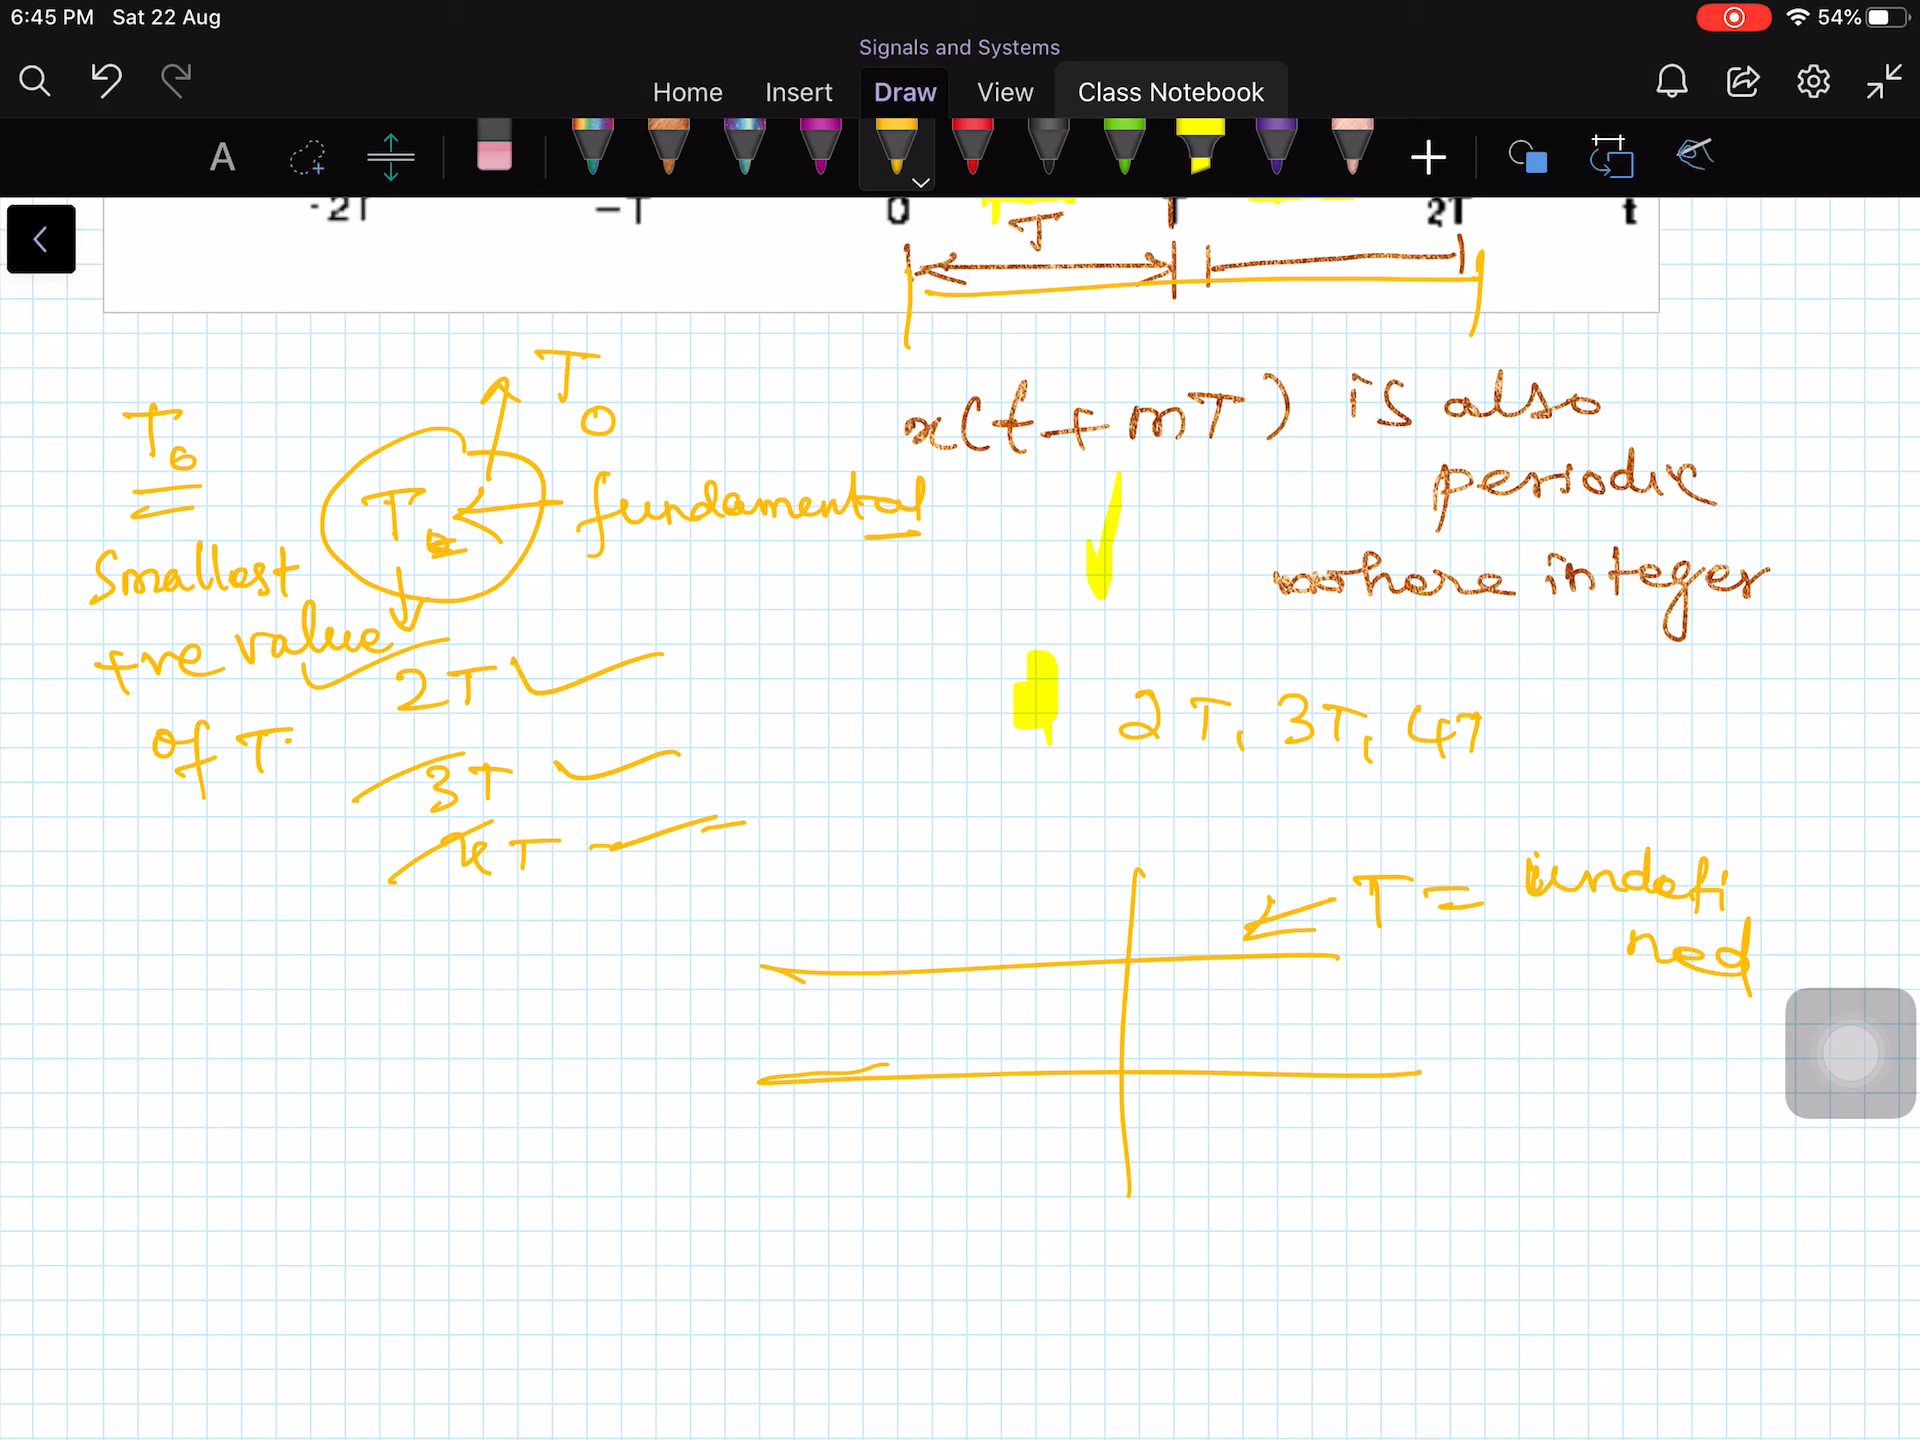 6:45 PM Sat 22 Aug 54%
Signals and Systems
Home Insert Draw View Class Notebook
A
-2T -T 0 T 2T t
T
T0
T0
x(t+mT) is also
periodic
where integer
T
fundamental
Smallest
+ve value
of T.
2T
3T
4T
2T, 3T, 4T
T = undefi
ned